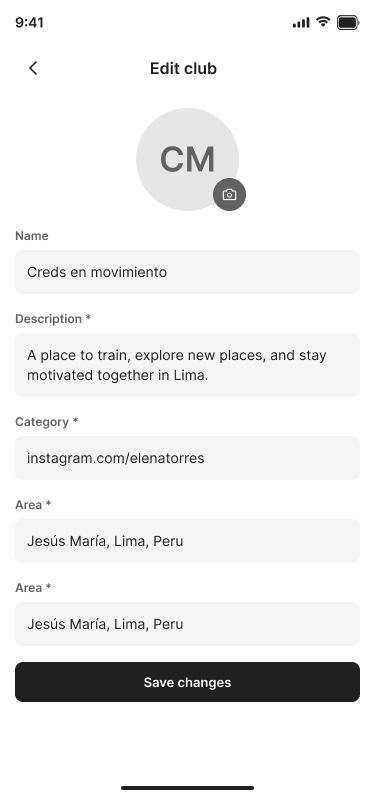 9:41
Edit club
CM
Name
Creds en movimiento
Description *
A place to train, explore new places, and stay
motivated together in Lima.
Category *
instagram.com/elenatorres
Area *
Jesús María, Lima, Peru
Area *
Jesús María, Lima, Peru
Save changes